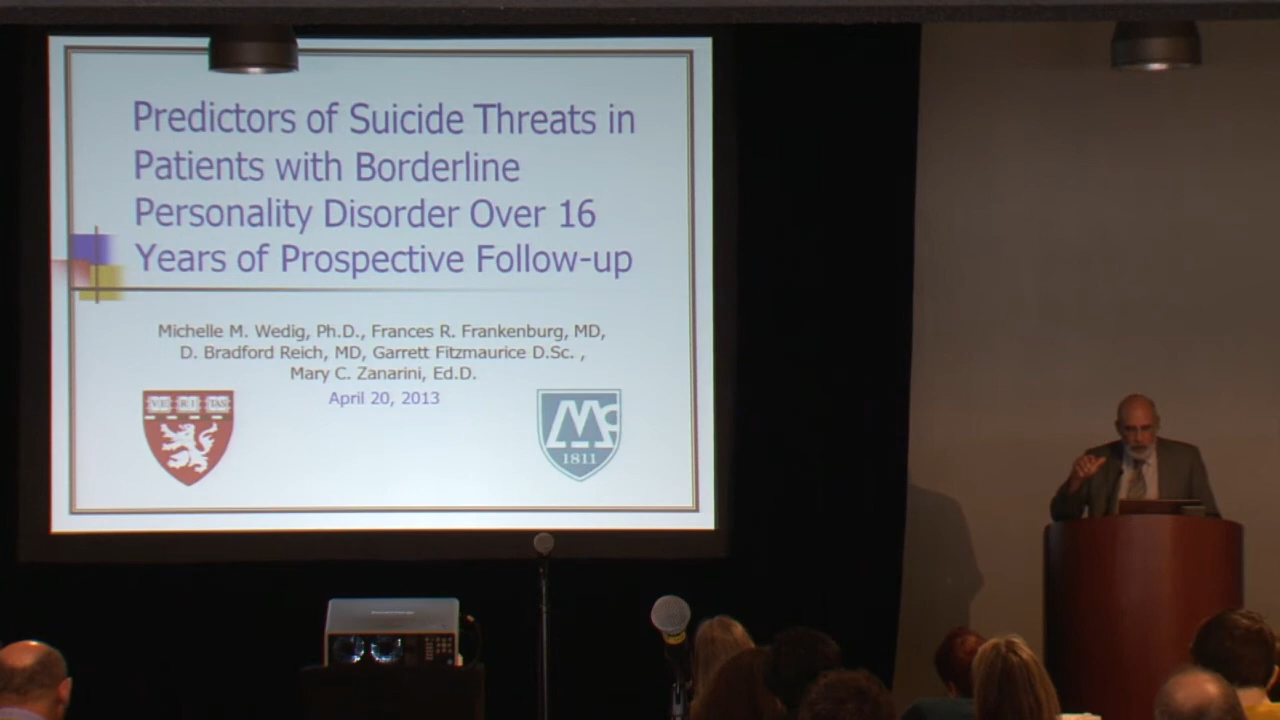 Predictors of Suicide Threats in
Patients with Borderline
Personality Disorder Over 16
Years of Prospective Follow-up
Michelle M. Wedig, Ph.D., Frances R. Frankenburg, MD,
D. Bradford Reich, MD, Garrett Fitzmaurice D.Sc. ,
Mary C. Zanarini, Ed.D.
April 20, 2013
VE RI TAS
Mc
1811